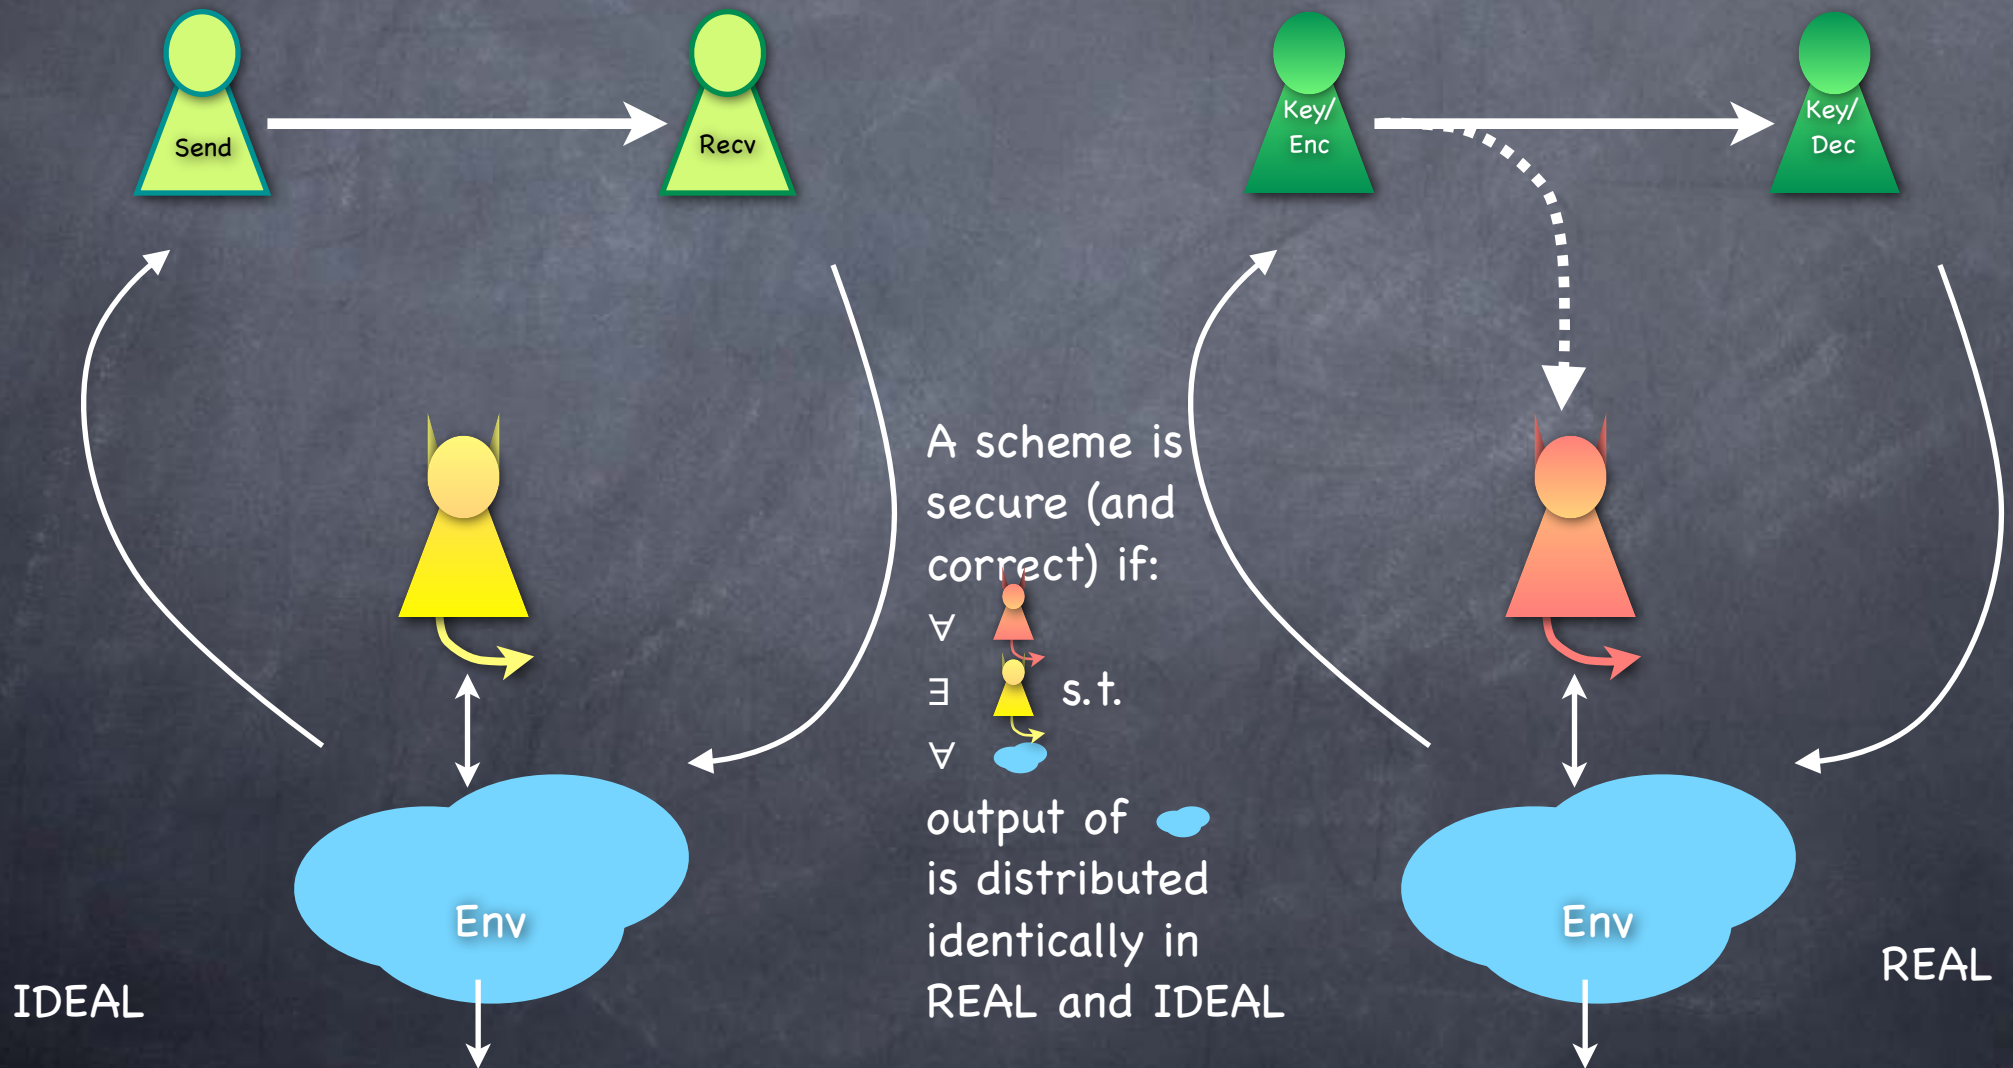 Send
Recv
Key/
Enc
Key/
Dec
A scheme is
secure (and
correct) if:
∀
∃ s.t.
∀
output of
is distributed
identically in
REAL and IDEAL
Env
Env
IDEAL
REAL